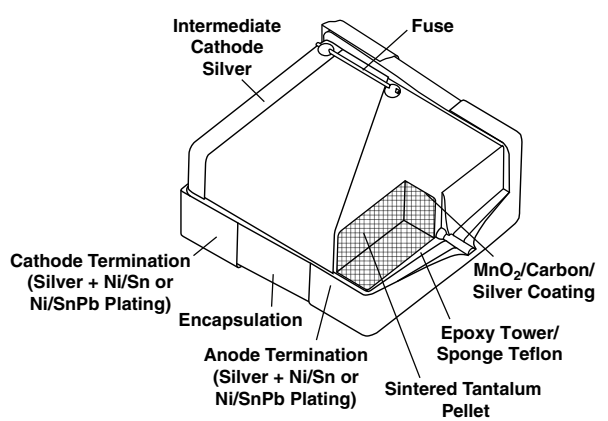 Intermediate
Cathode
Silver
Fuse
Cathode Termination
(Silver + Ni/Sn or
Ni/SnPb Plating)
Encapsulation
Anode Termination
(Silver + Ni/Sn or
Ni/SnPb Plating)
MnO₂/Carbon/
Silver Coating
Epoxy Tower/
Sponge Teflon
Sintered Tantalum
Pellet